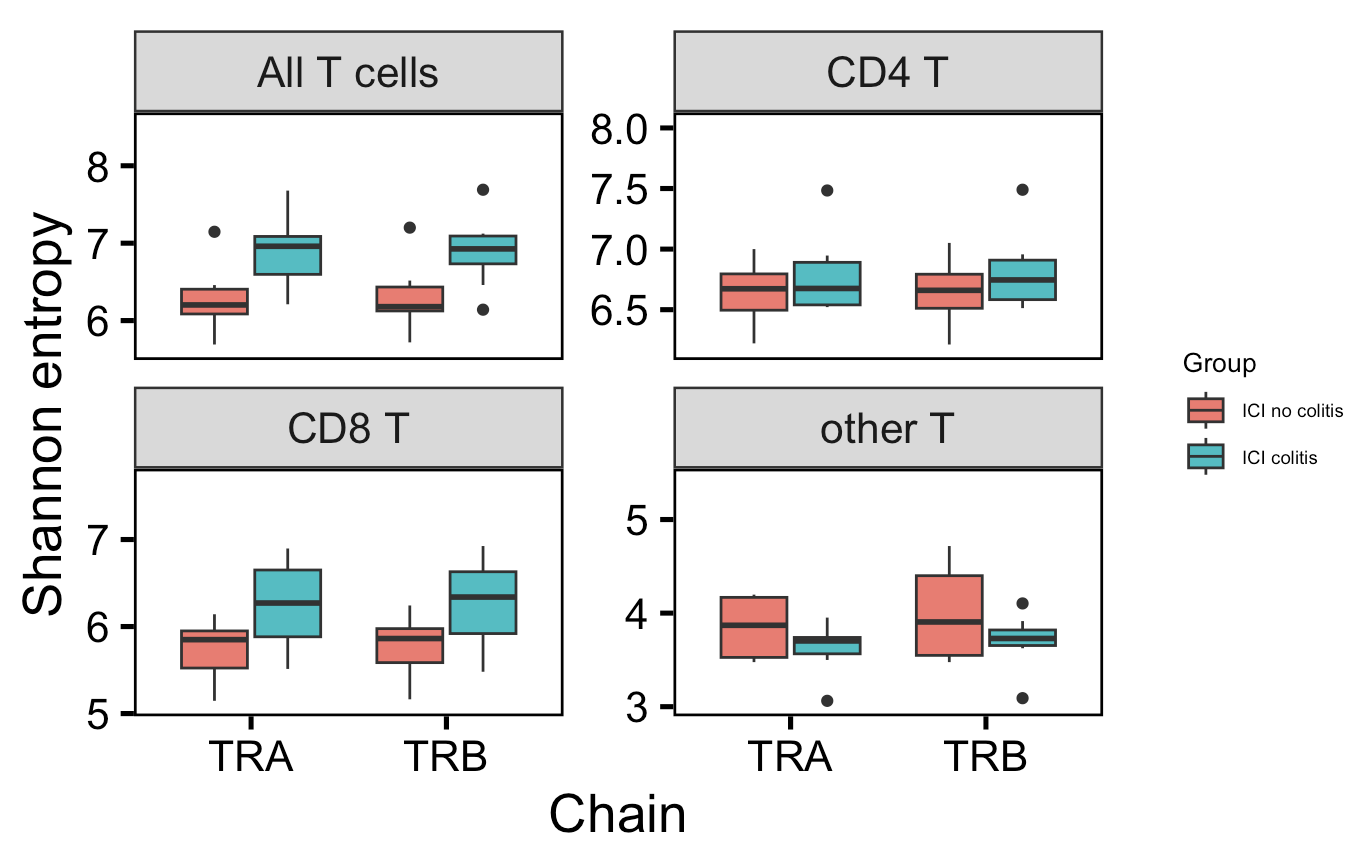 All T cells
CD4 T
8
7
6
8.0
7.5
7.0
6.5
Shannon entropy
CD8 T
other T
7
6
5
5
4
3
TRA
TRB
TRA
TRB
Chain
Group
ICI no colitis
ICI colitis